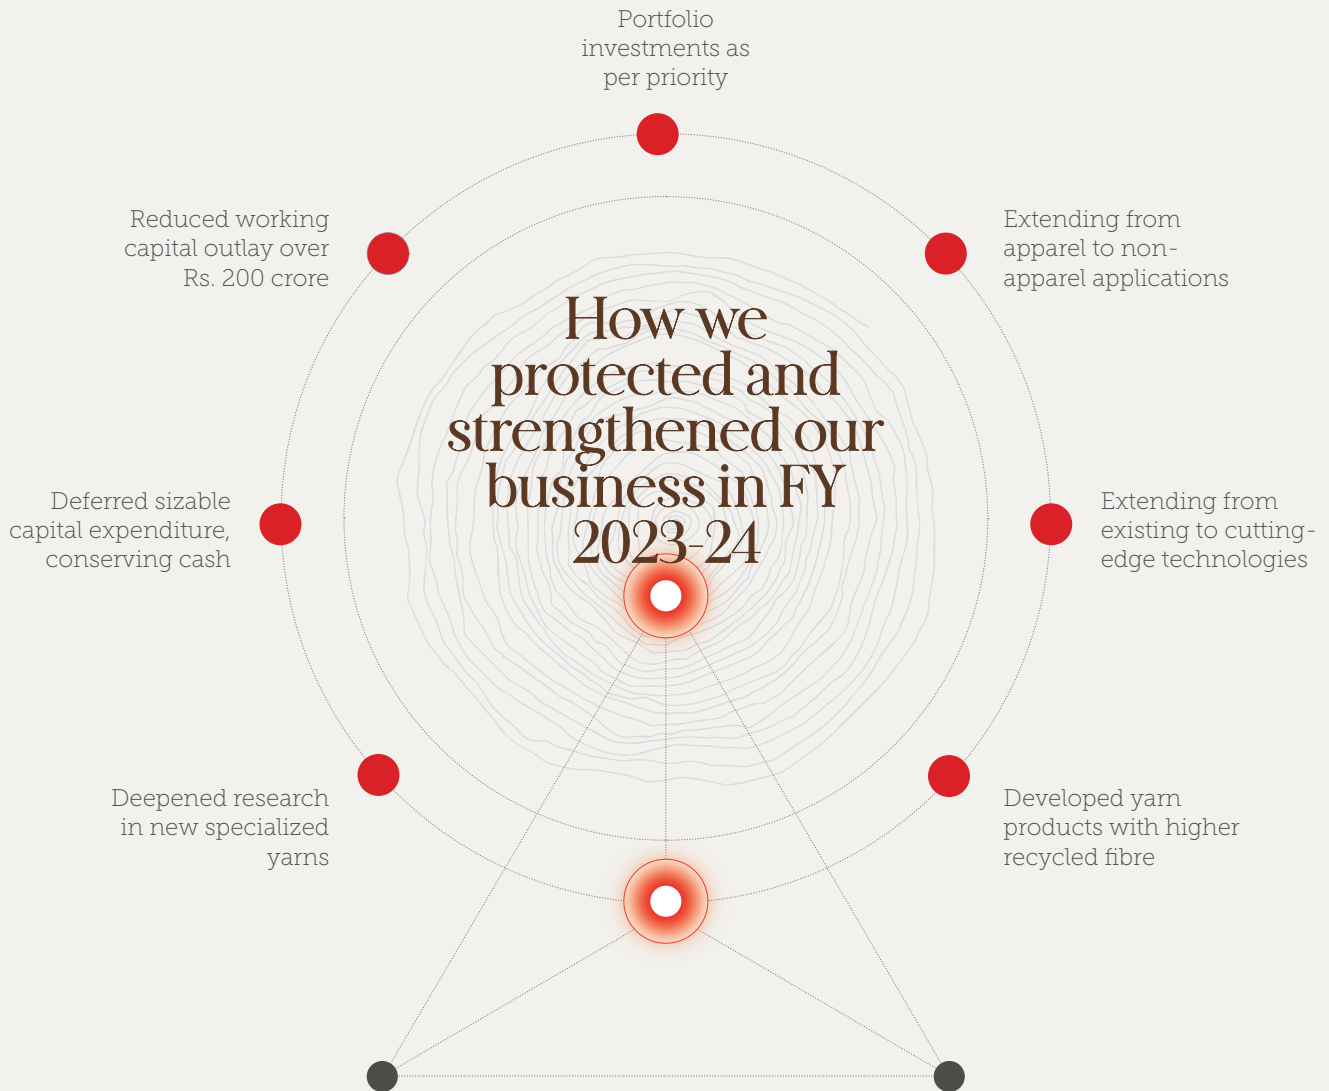 Portfolio
investments as
per priority
Reduced working
capital outlay over
Rs. 200 crore
Extending from
apparel to non-
apparel applications
How we
protected and
strengthened our
business in FY
2023-24
Deferred sizable
capital expenditure,
conserving cash
Extending from
existing to cutting-
edge technologies
Deepened research
in new specialized
yarns
Developed yarn
products with higher
recycled fibre